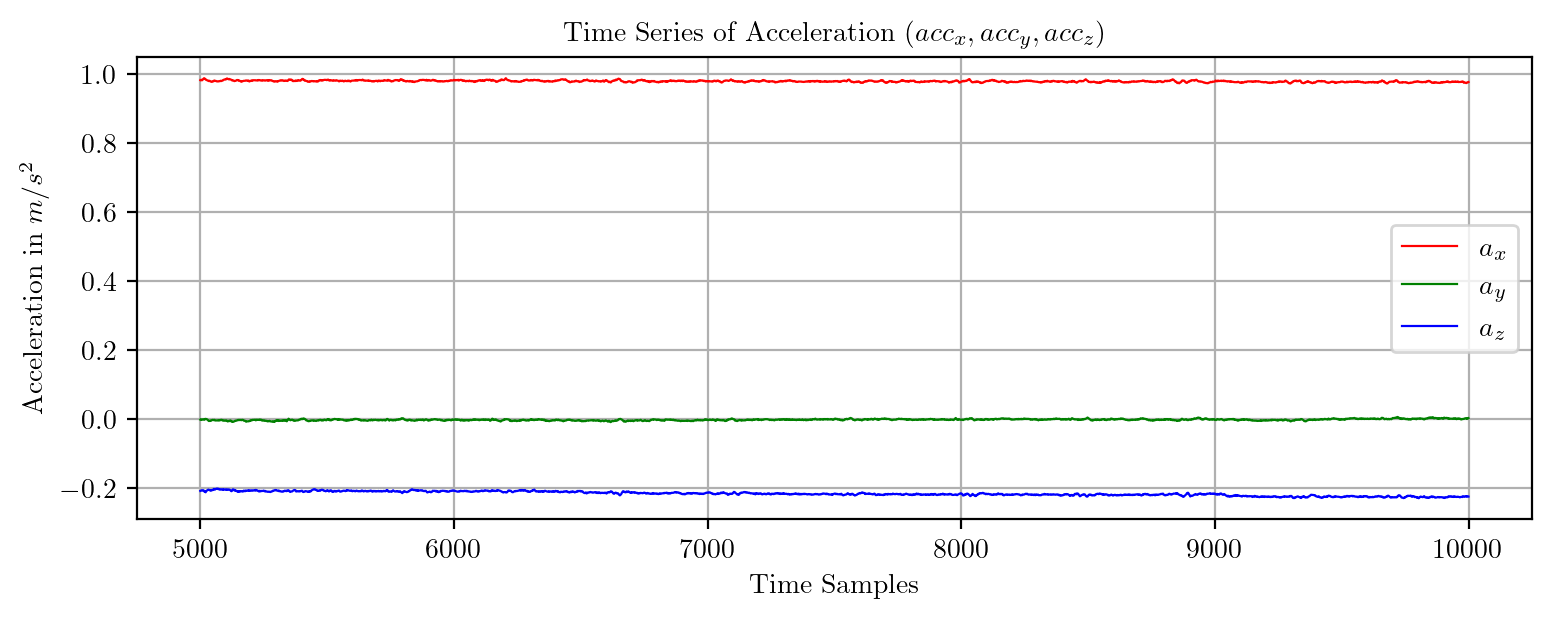 Time Series of Acceleration ($acc_x, acc_y, acc_z$)
Acceleration in $m/s^2$
1.0
0.8
0.6
0.4
0.2
0.0
−0.2
$a_x$
$a_y$
$a_z$
5000 6000 7000 8000 9000 10000
Time Samples